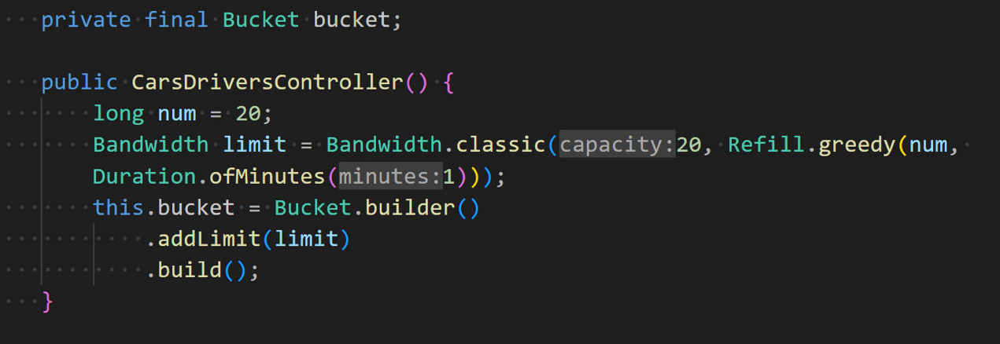 private final Bucket bucket;
public CarsDriversController() {
long num = 20;
Bandwidth limit = Bandwidth.classic(capacity:20, Refill.greedy(num,
Duration.ofMinutes(minutes:1)));
this.bucket = Bucket.builder()
.addLimit(limit)
.build();
}